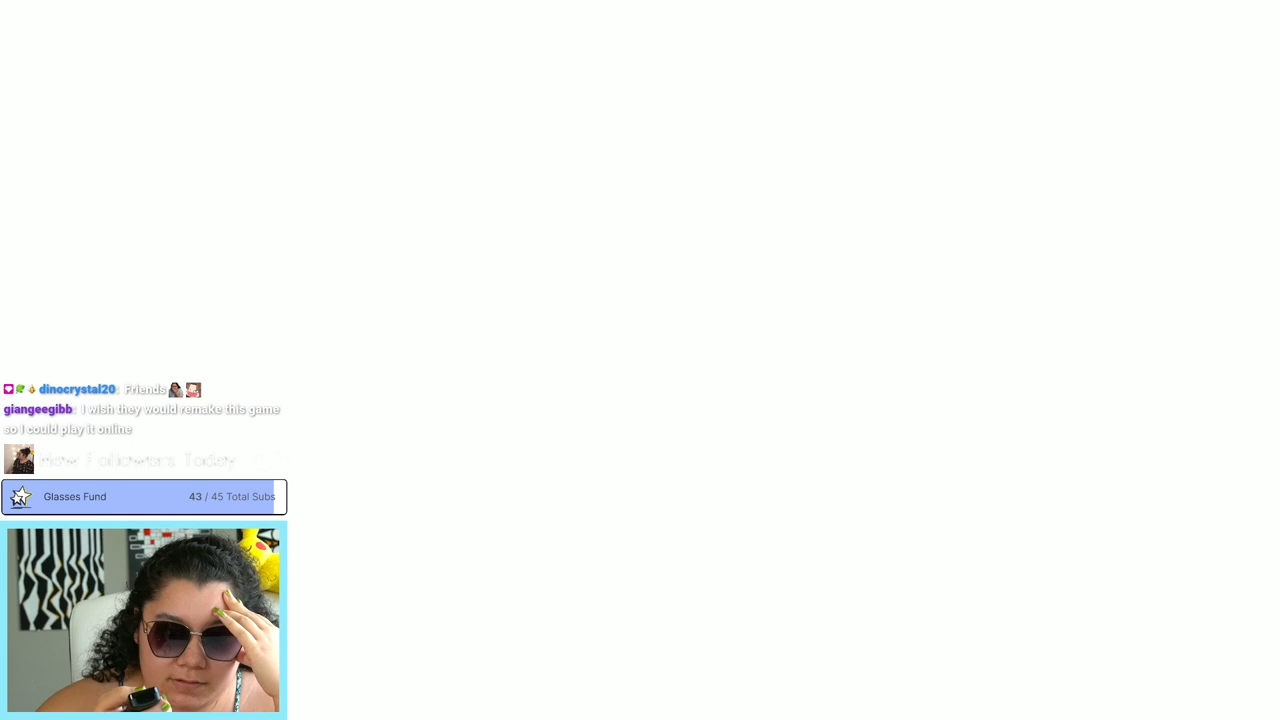 dinocrystal20: Friends
giangeegibb: I wish they would remake this game
so I could play it online
New Followers Today
Glasses Fund 43 / 45 Total Subs